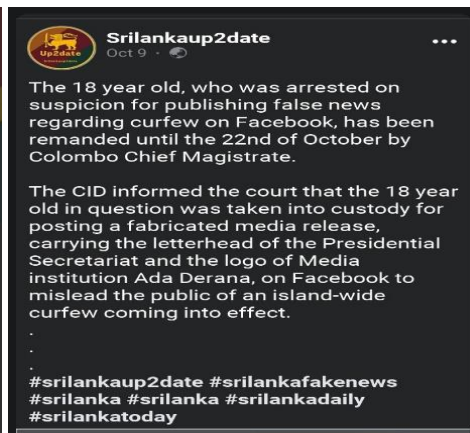 Up2date
Srilankaup2date
Oct 9 ·
The 18 year old, who was arrested on
suspicion for publishing false news
regarding curfew on Facebook, has been
remanded until the 22nd of October by
Colombo Chief Magistrate.
The CID informed the court that the 18 year
old in question was taken into custody for
posting a fabricated media release,
carrying the letterhead of the Presidential
Secretariat and the logo of Media
institution Ada Derana, on Facebook to
mislead the public of an island-wide
curfew coming into effect.
.
.
.
#srilankaup2date #srilankafakenews
#srilanka #srilanka #srilankadaily
#srilankatoday